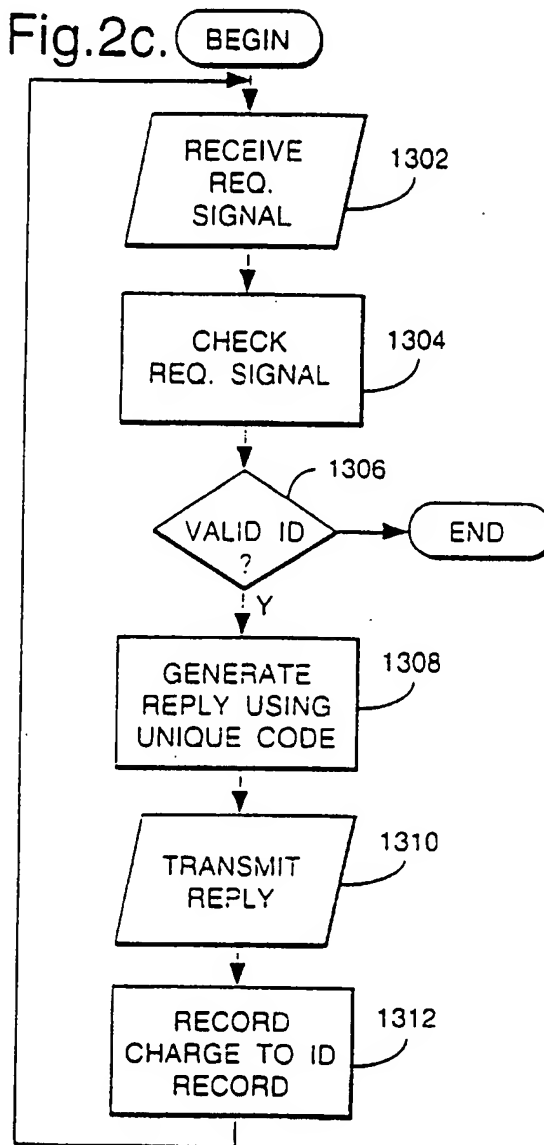 Fig.2c.
BEGIN
RECEIVE
REQ.
SIGNAL
1302
CHECK
REQ. SIGNAL
1304
1306
VALID ID
?
END
Y
GENERATE
REPLY USING
UNIQUE CODE
1308
TRANSMIT
REPLY
1310
RECORD
CHARGE TO ID
RECORD
1312